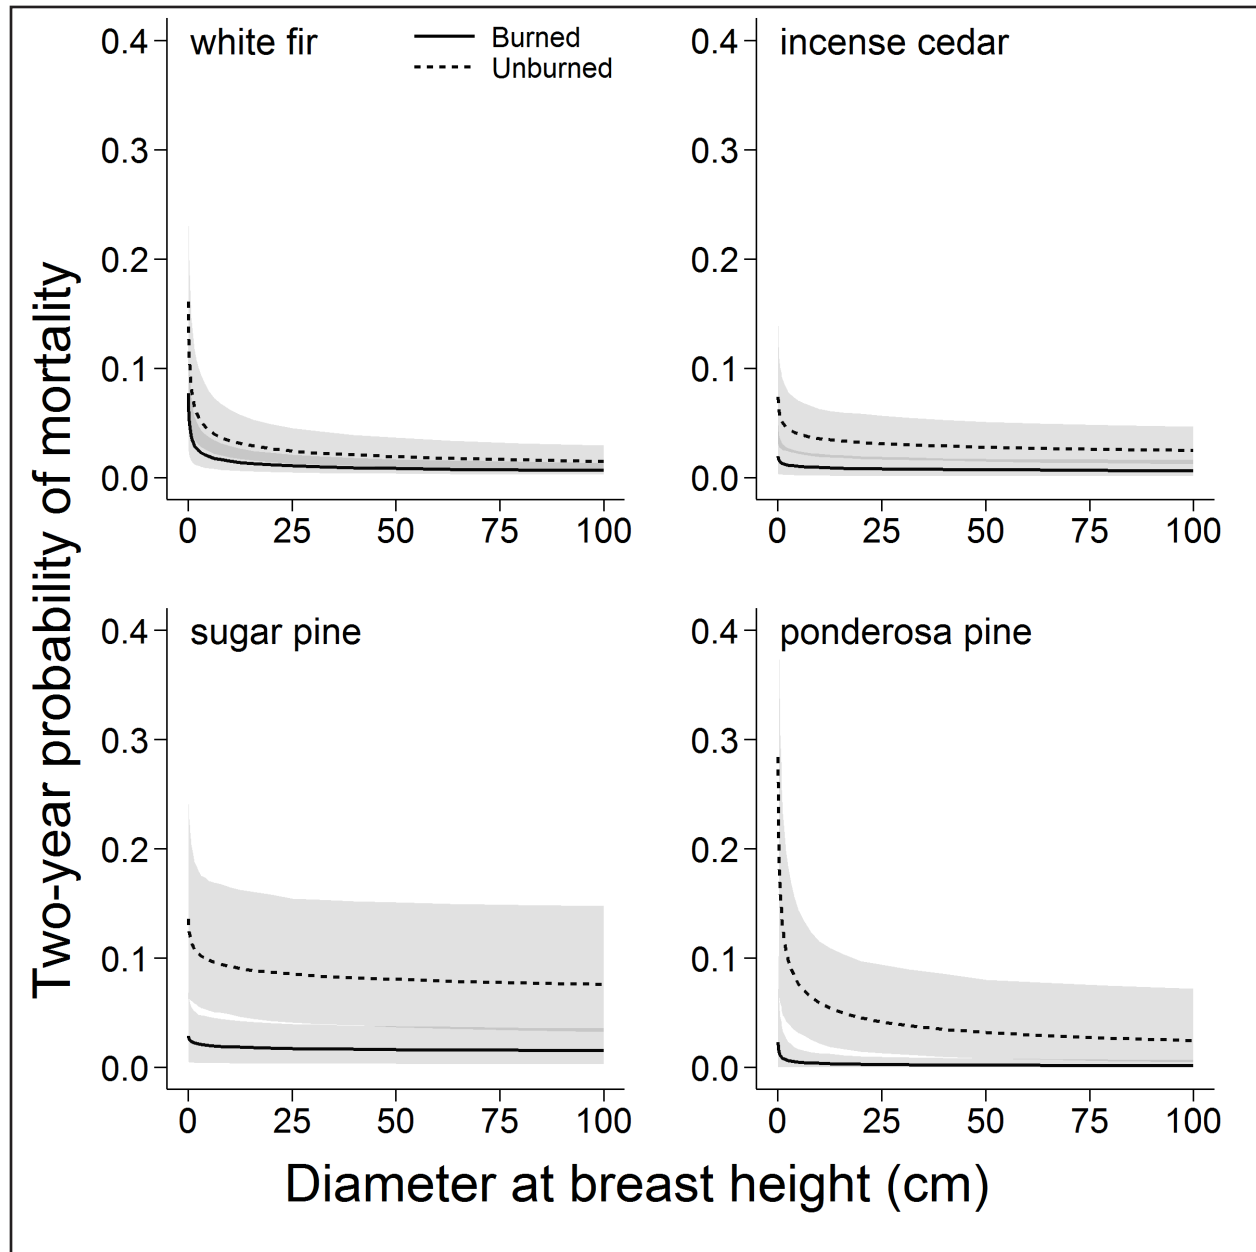 white fir
Burned
Unburned
0.4
0.3
0.2
0.1
0.0
0 25 50 75 100
incense cedar
0.4
0.3
0.2
0.1
0.0
0 25 50 75 100
sugar pine
0.4
0.3
0.2
0.1
0.0
0 25 50 75 100
ponderosa pine
0.4
0.3
0.2
0.1
0.0
0 25 50 75 100
Two-year probability of mortality
Diameter at breast height (cm)